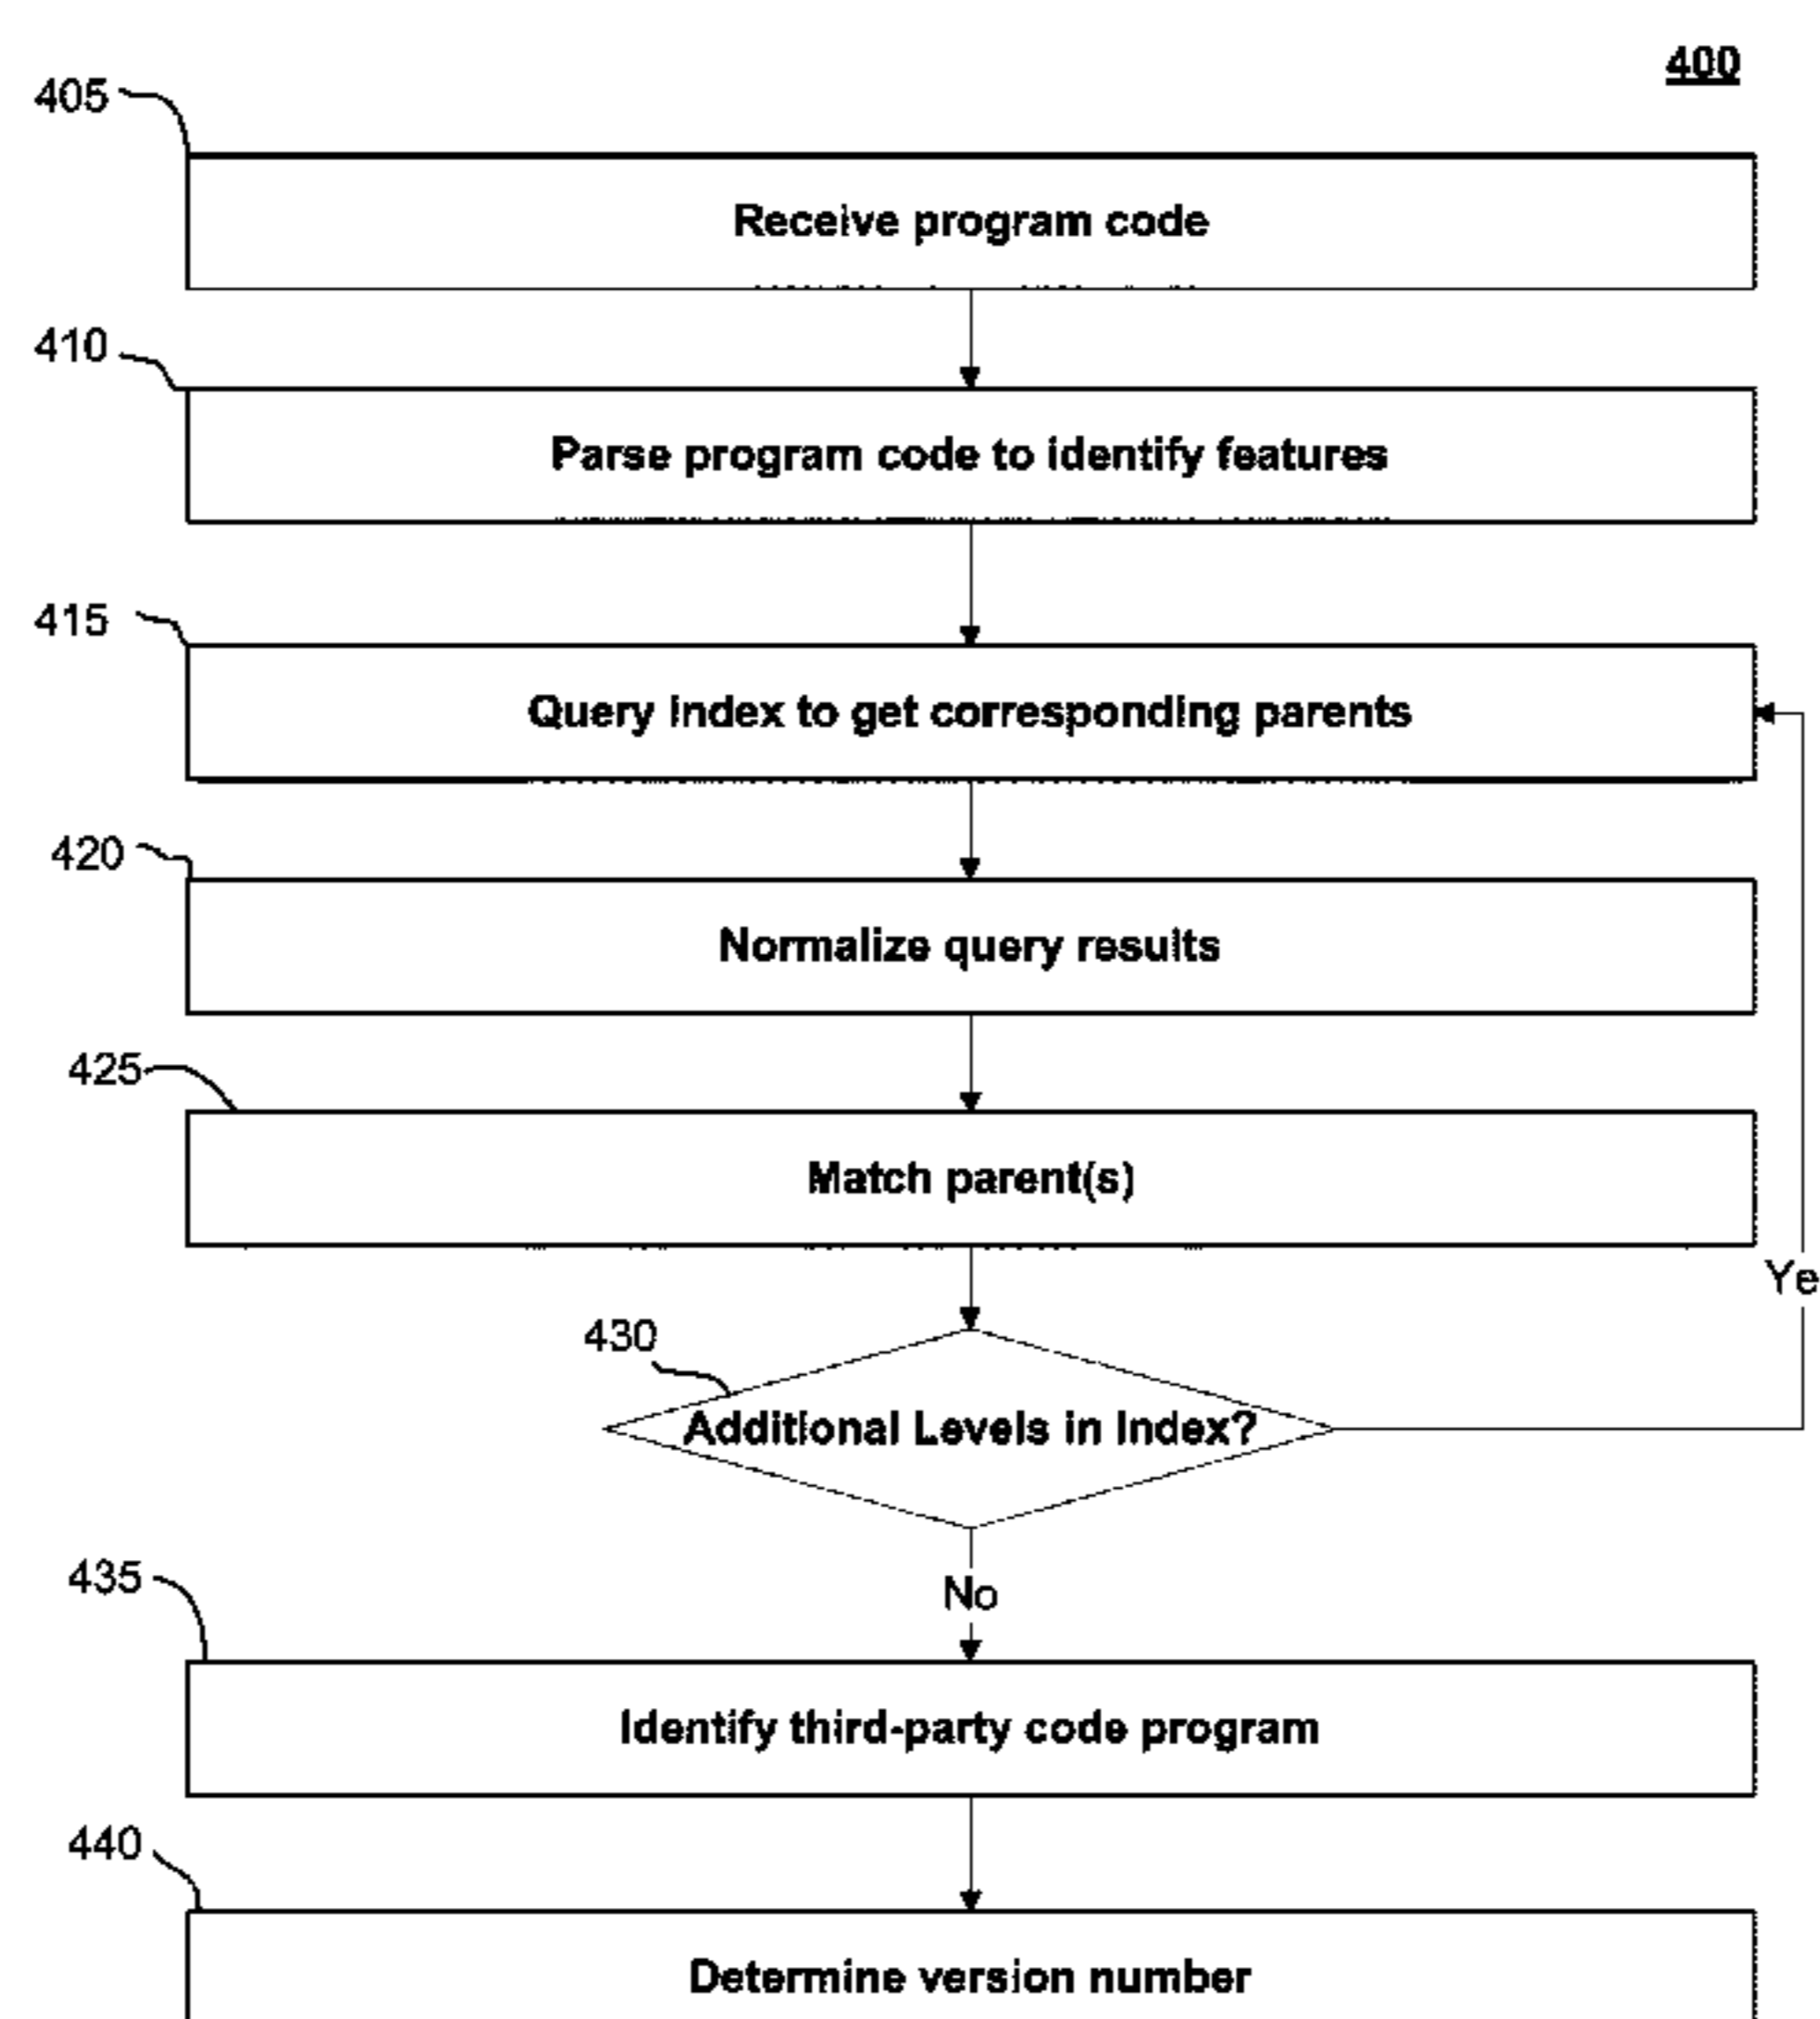 400
405
Receive program code
410
Parse program code to identify features
415
Query index to get corresponding parents
420
Normalize query results
425
Match parent(s)
Ye
430
Additional Levels in Index?
No
435
Identify third-party code program
440
Determine version number